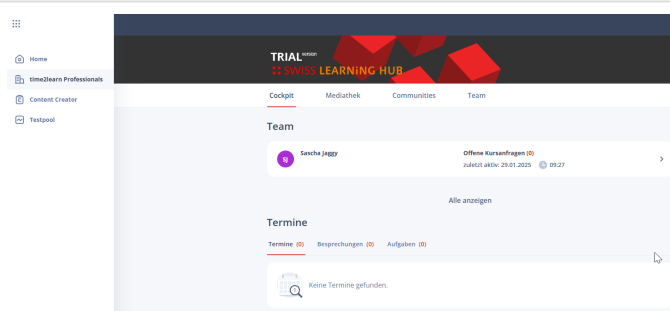 TRIAL version
SWISS LEARNING HUB
Home
time2learn Professionals
Content Creator
Testpool
Cockpit Mediathek Communities Team
Team
SJ
Sascha Jaggy
Offene Kursanfragen (0)
zuletzt aktiv: 29.01.2025 09:27
Alle anzeigen
Termine
Termine (0) Besprechungen (0) Aufgaben (0)
Keine Termine gefunden.